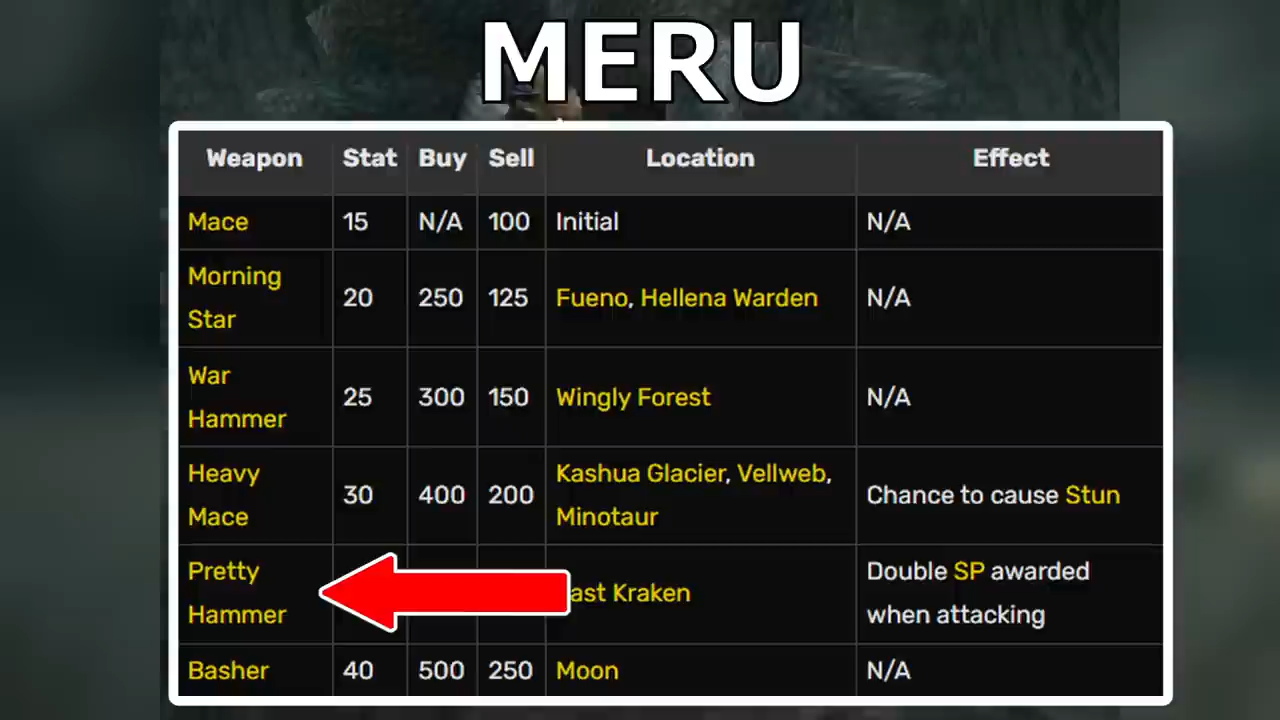 MERU
Weapon Stat Buy Sell Location Effect
Mace 15 N/A 100 Initial N/A
Morning
Star 20 250 125 Fueno, Hellena Warden N/A
War
Hammer 25 300 150 Wingly Forest N/A
Heavy
Mace 30 400 200 Kashua Glacier, Vellweb,
Minotaur Chance to cause Stun
Pretty
Hammer Kraken Double SP awarded
when attacking
Basher 40 500 250 Moon N/A